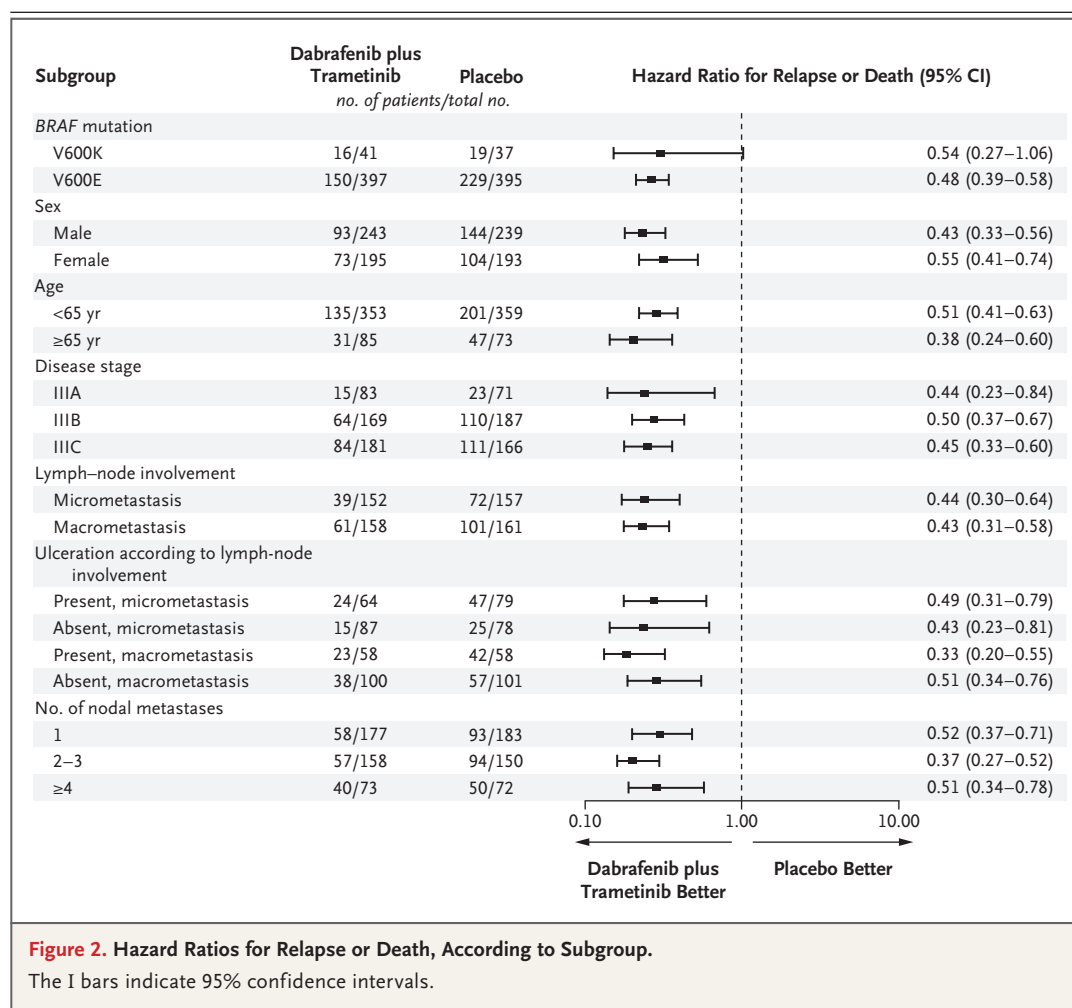 Subgroup Dabrafenib plus Trametinib Placebo Hazard Ratio for Relapse or Death (95% CI)
no. of patients/total no.
BRAF mutation
V600K 16/41 19/37 0.54 (0.27–1.06)
V600E 150/397 229/395 0.48 (0.39–0.58)
Sex
Male 93/243 144/239 0.43 (0.33–0.56)
Female 73/195 104/193 0.55 (0.41–0.74)
Age
<65 yr 135/353 201/359 0.51 (0.41–0.63)
≥65 yr 31/85 47/73 0.38 (0.24–0.60)
Disease stage
IIIA 15/83 23/71 0.44 (0.23–0.84)
IIIB 64/169 110/187 0.50 (0.37–0.67)
IIIC 84/181 111/166 0.45 (0.33–0.60)
Lymph–node involvement
Micrometastasis 39/152 72/157 0.44 (0.30–0.64)
Macrometastasis 61/158 101/161 0.43 (0.31–0.58)
Ulceration according to lymph-node
involvement
Present, micrometastasis 24/64 47/79 0.49 (0.31–0.79)
Absent, micrometastasis 15/87 25/78 0.43 (0.23–0.81)
Present, macrometastasis 23/58 42/58 0.33 (0.20–0.55)
Absent, macrometastasis 38/100 57/101 0.51 (0.34–0.76)
No. of nodal metastases
1 58/177 93/183 0.52 (0.37–0.71)
2–3 57/158 94/150 0.37 (0.27–0.52)
≥4 40/73 50/72 0.51 (0.34–0.78)
0.10 1.00 10.00
Dabrafenib plus
Trametinib Better
Placebo Better
Figure 2. Hazard Ratios for Relapse or Death, According to Subgroup.
The I bars indicate 95% confidence intervals.